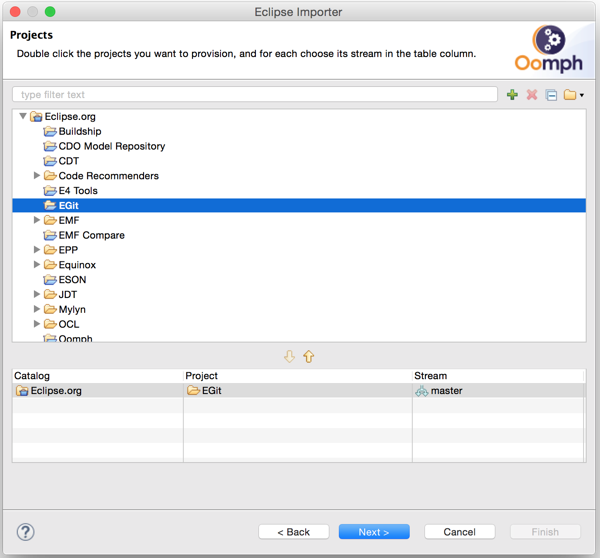 Eclipse Importer
Projects
Double click the projects you want to provision, and for each choose its stream in the table column.
Oomph
type filter text
Eclipse.org
Buildship
CDO Model Repository
CDT
Code Recommenders
E4 Tools
EGit
EMF
EMF Compare
EPP
Equinox
ESON
JDT
Mylyn
OCL
Oomph
Catalog Project Stream
Eclipse.org EGit master
? < Back Next > Cancel Finish